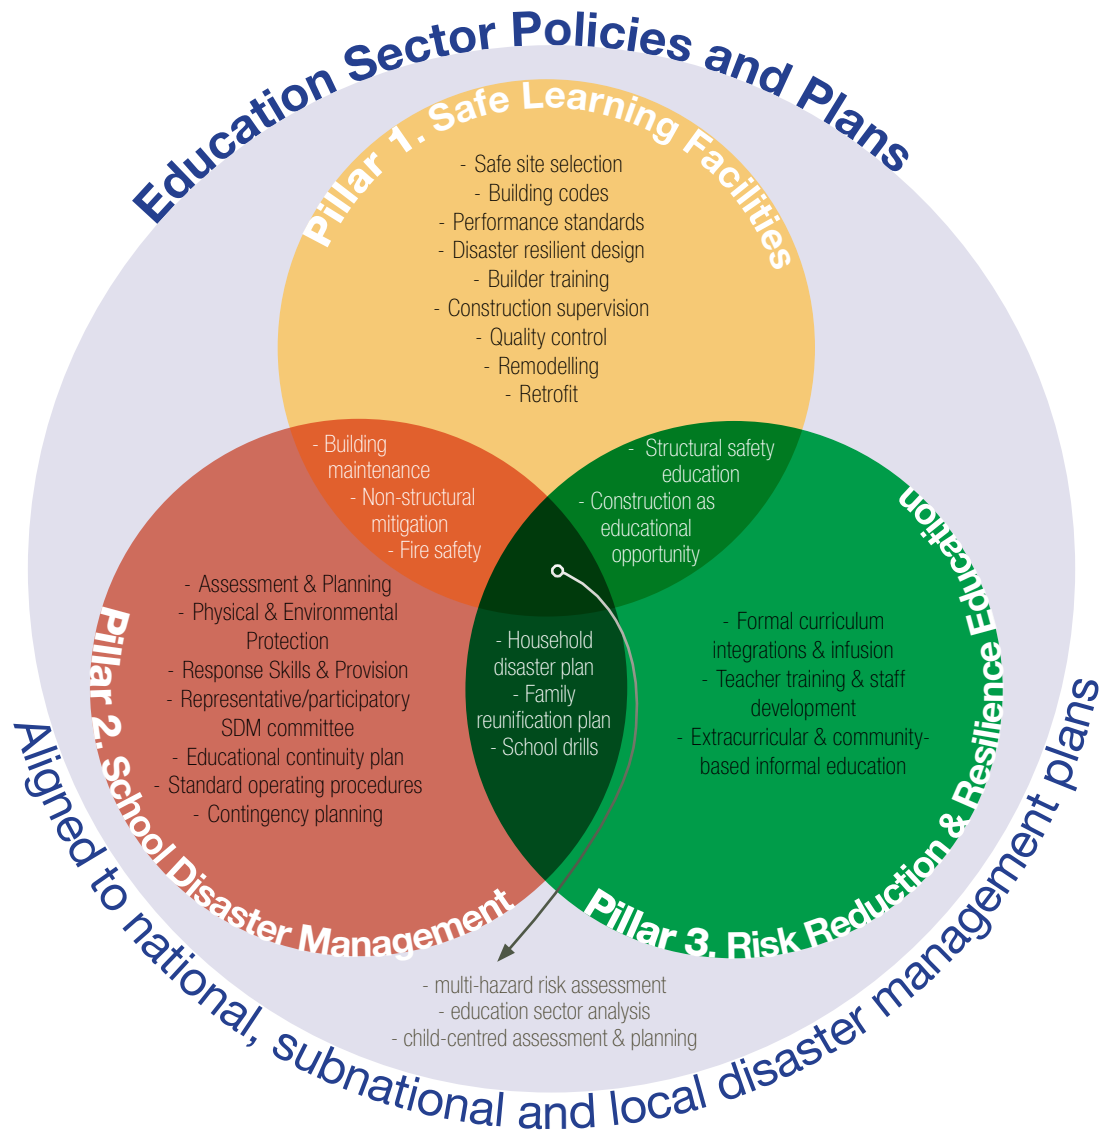 Education Sector Policies and Plans
Pillar 1. Safe Learning Facilities
- Safe site selection
- Building codes
- Performance standards
- Disaster resilient design
- Builder training
- Construction supervision
- Quality control
- Remodelling
- Retrofit
- Building
maintenance
- Non-structural
mitigation
- Fire safety
- Structural safety
education
- Construction as
educational
opportunity
Pillar 2. School Disaster Management
- Assessment & Planning
- Physical & Environmental
Protection
- Response Skills & Provision
- Representative/participatory
SDM committee
- Educational continuity plan
- Standard operating procedures
- Contingency planning
- Household
disaster plan
- Family
reunification plan
- School drills
Pillar 3. Risk Reduction & Resilience Education
- Formal curriculum
integrations & infusion
- Teacher training & staff
development
- Extracurricular & community-
based informal education
- multi-hazard risk assessment
- education sector analysis
- child-centred assessment & planning
Aligned to national, subnational and local disaster management plans